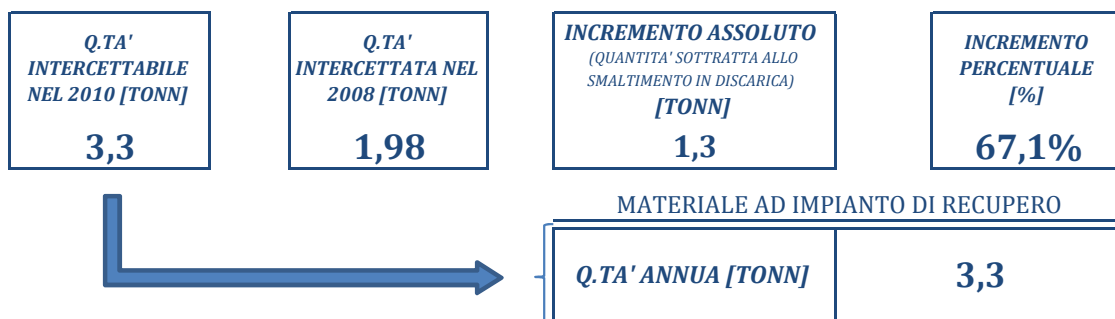 Q.TA'
INTERCETTABILE
NEL 2010 [TONN]
3,3
Q.TA'
INTERCETTATA NEL
2008 [TONN]
1,98
INCREMENTO ASSOLUTO
(QUANTITA' SOTTRATTA ALLO
SMALTIMENTO IN DISCARICA)
[TONN]
1,3
INCREMENTO
PERCENTUALE
[%]
67,1%
MATERIALE AD IMPIANTO DI RECUPERO
Q.TA' ANNUA [TONN]
3,3